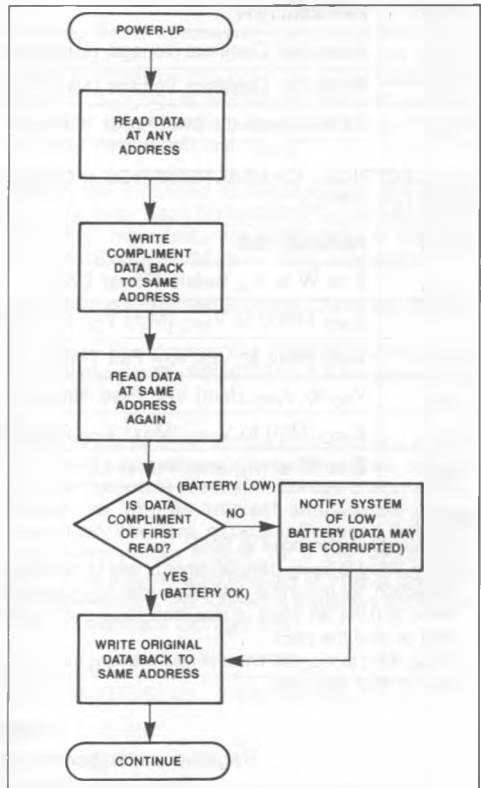 POWER-UP
READ DATA
AT ANY
ADDRESS
WRITE
COMPLIMENT
DATA BACK
TO SAME
ADDRESS
READ DATA
AT SAME
ADDRESS
AGAIN
IS DATA
COMPLIMENT
OF FIRST
READ?
(BATTERY LOW)
NO
NOTIFY SYSTEM
OF LOW
BATTERY (DATA MAY
BE CORRUPTED)
YES
(BATTERY OK)
WRITE ORIGINAL
DATA BACK TO
SAME ADDRESS
CONTINUE